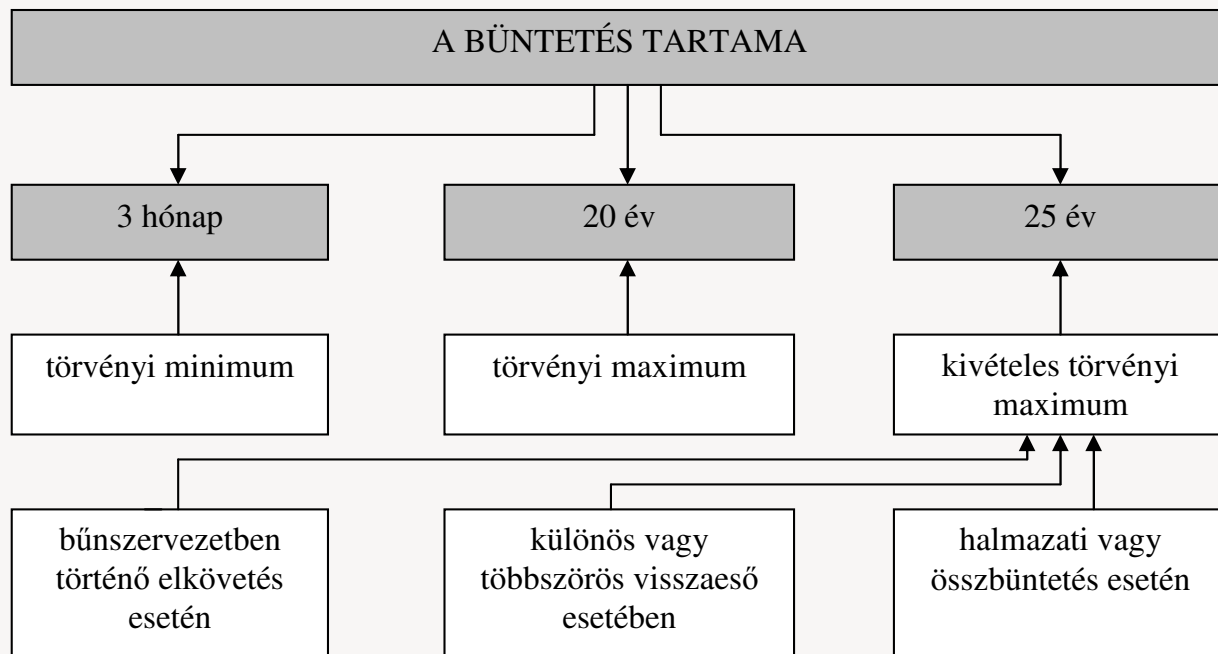 A BÜNTETÉS TARTAMA
3 hónap
20 év
25 év
törvényi minimum
törvényi maximum
kivételes törvényi
maximum
bűnszervezetben
történő elkövetés
esetén
különös vagy
többszörös visszaeső
esetében
halmazati vagy
összbüntetés esetén